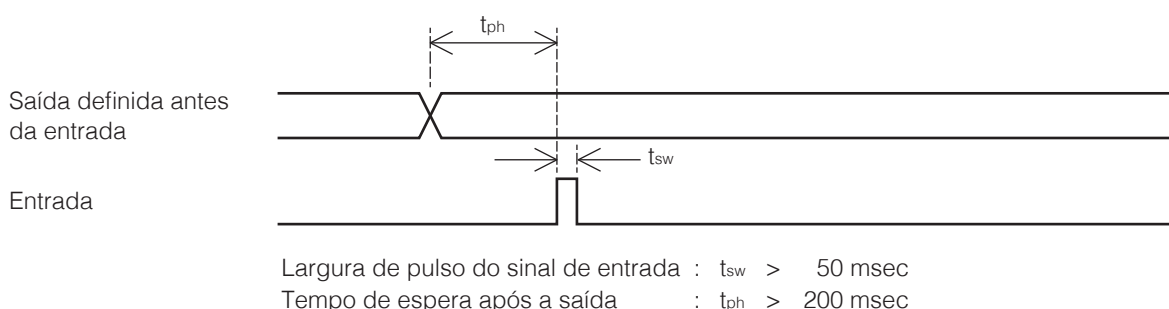 tph
Saída definida antes
da entrada
tsw
Entrada
Largura de pulso do sinal de entrada : tsw > 50 msec
Tempo de espera após a saída : tph > 200 msec